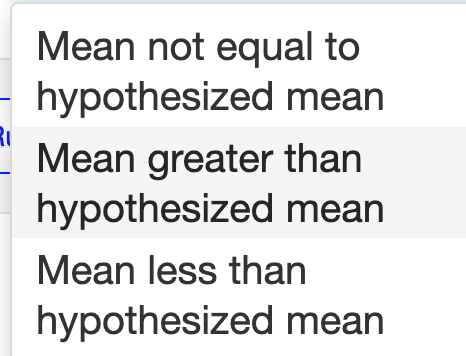 Mean not equal to
hypothesized mean
Mean greater than
hypothesized mean
Mean less than
hypothesized mean